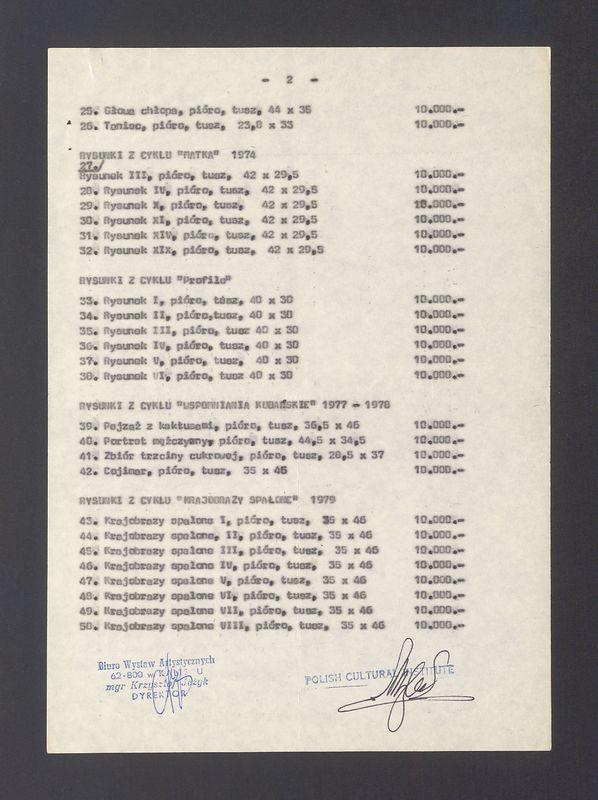 - 2 -
25. Głowa chłopa, pióro, tusz, 44 x 35 10.000.-
26. Taniec, pióro, tusz, 23,8 x 33 10.000.-
RYSUNKI Z CYKLU "MATKA" 1974
27./
Rysunek III, pióro, tusz, 42 x 29,5 10.000.-
28. Rysunek IV, pióro, tusz, 42 x 29,5 10.000.-
29. Rysunek X, pióro, tusz, 42 x 29,5 10.000.-
30. Rysunek XI, pióro, tusz, 42 x 29,5 10.000.-
31. Rysunek XIV, pióro, tusz, 42 x 29,5 10.000.-
32. Rysunek XIX, pióro, tusz, 42 x 29,5 10.000.-
RYSUNKI Z CYKLU "Profile"
33. Rysunek I, pióro, tusz, 40 x 30 10.000.-
34. Rysunek II, pióro,tusz, 40 x 30 10.000.-
35. Rysunek III, pióro, tusz 40 x 30 10.000.-
36. Rysunek IV, pióro, tusz, 40 x 30 10.000.-
37. Rysunek V, pióro, tusz, 40 x 30 10.000.-
38. Rysunek VI, pióro, tusz 40 x 30 10.000.-
RYSUNKI Z CYKLU "WSPOMNIANIA KUBAŃSKIE" 1977 - 1978
39. Pejzaż z kaktusami, pióro, tusz, 36,5 x 46 10.000.-
40. Portret mężczyzny, pióro, tusz, 44,5 x 34,5 10.000.-
41. Zbiór trzciny cukrowej, pióro, tusz, 28,5 x 37 10.000.-
42. Cojimar, pióro, tusz, 35 x 46 10.000.-
RYSUNKI Z CYKLU "KRAJOBRAZY SPALONE" 1979
43. Krajobrazy spalone I, pióro, tusz, 35 x 46 10.000.-
44. Krajobrazy spalone, II, pióro, tusz, 35 x 46 10.000.-
45. Krajobrazy spalone III, pióro, tusz, 35 x 46 10.000.-
46. Krajobrazy spalone IV, pióro, tusz, 35 x 46 10.000.-
47. Krajobrazy spalone V, pióro, tusz, 35 x 46 10.000.-
48. Krajobrazy spalone VI, pióro, tusz, 35 x 46 10.000.-
49. Krajobrazy spalone VII, pióro, tusz, 35 x 46 10.000.-
50. Krajobrazy spalone VIII, pióro, tusz, 35 x 46 10.000.-
Biuro Wystaw Artystycznych
62-800 w
mgr Krzysztof
DYREKTOR
POLISH CULTURAL INSTITUTE